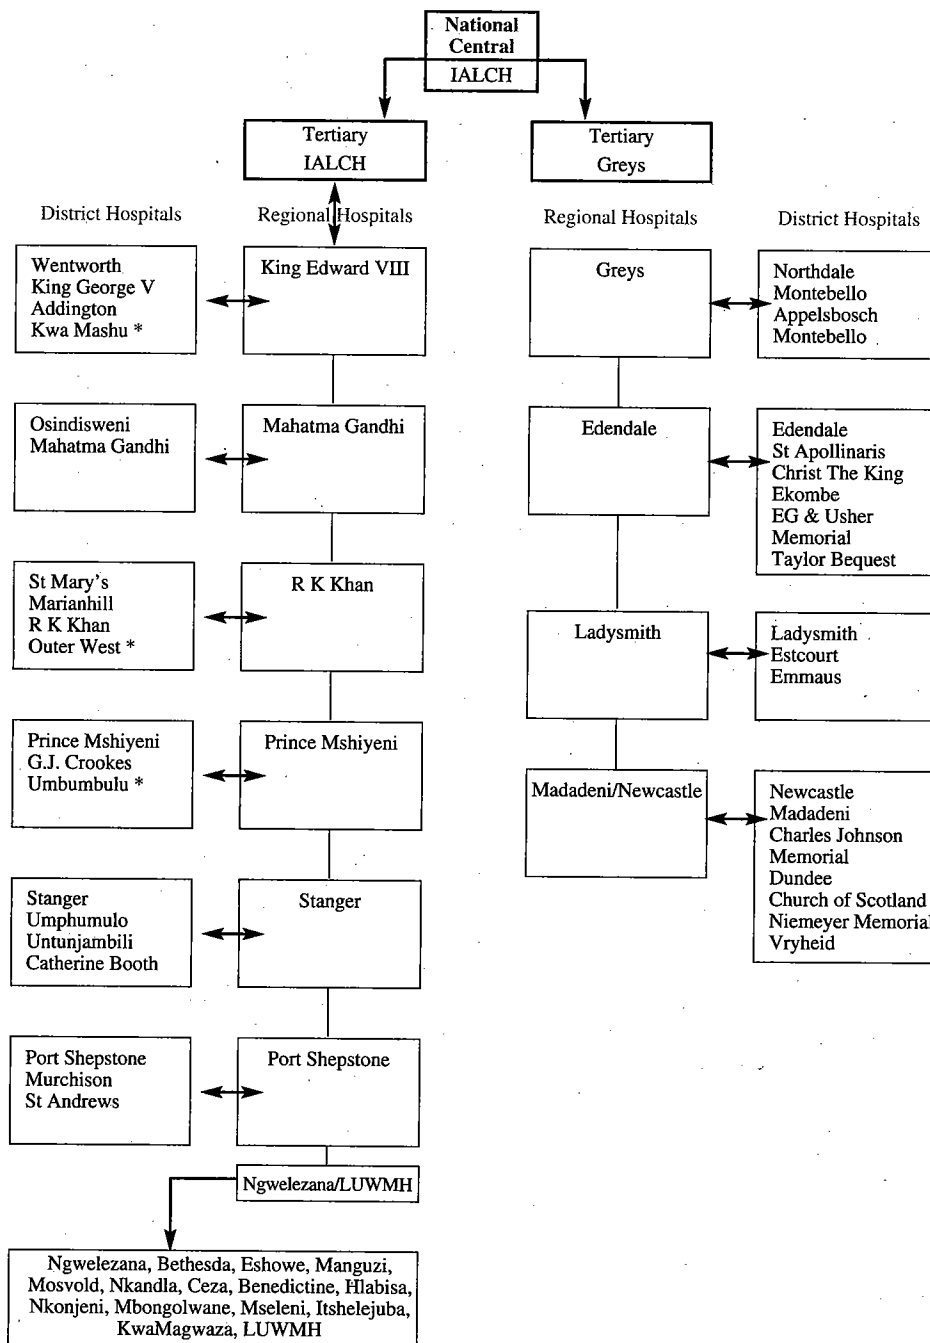 National
Central
IALCH
Tertiary
IALCH
Tertiary
Greys
District Hospitals
Regional Hospitals
Regional Hospitals
District Hospitals
Wentworth
King George V
Addington
Kwa Mashu *
King Edward VIII
Greys
Northdale
Montebello
Appelsbosch
Montebello
Osindisweni
Mahatma Gandhi
Mahatma Gandhi
Edendale
Edendale
St Apollinaris
Christ The King
Ekombe
EG & Usher
Memorial
Taylor Bequest
St Mary's
Marianhill
R K Khan
Outer West *
R K Khan
Ladysmith
Ladysmith
Estcourt
Emmaus
Prince Mshiyeni
G.J. Crookes
Umbumbulu *
Prince Mshiyeni
Madadeni/Newcastle
Newcastle
Madadeni
Charles Johnson
Memorial
Dundee
Church of Scotland
Niemeyer Memorial
Vryheid
Stanger
Umphumulo
Untunjambili
Catherine Booth
Stanger
Port Shepstone
Murchison
St Andrews
Port Shepstone
Ngwelezana/LUWMH
Ngwelezana, Bethesda, Eshowe, Manguzi,
Mosvold, Nkandla, Ceza, Benedictine, Hlabisa,
Nkonjeni, Mbongolwane, Mseleni, Itshelejuba,
KwaMagwaza, LUWMH